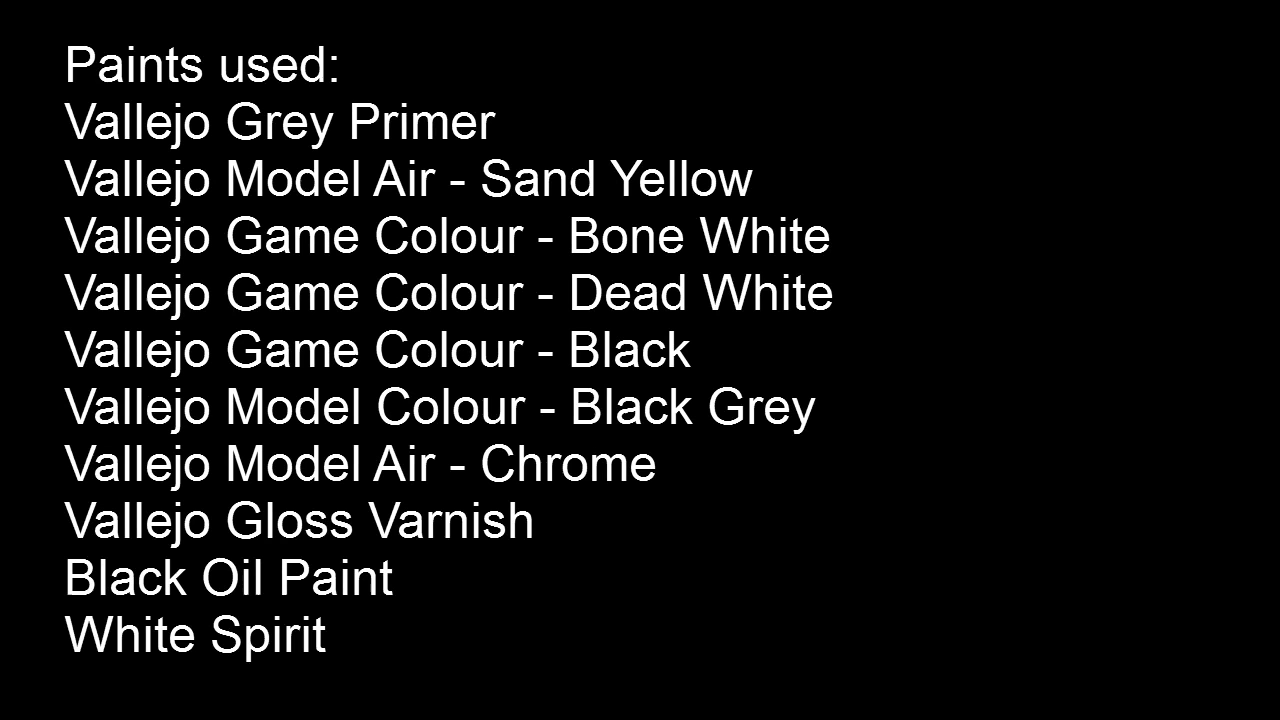 Paints used:
Vallejo Grey Primer
Vallejo Model Air - Sand Yellow
Vallejo Game Colour - Bone White
Vallejo Game Colour - Dead White
Vallejo Game Colour - Black
Vallejo Model Colour - Black Grey
Vallejo Model Air - Chrome
Vallejo Gloss Varnish
Black Oil Paint
White Spirit